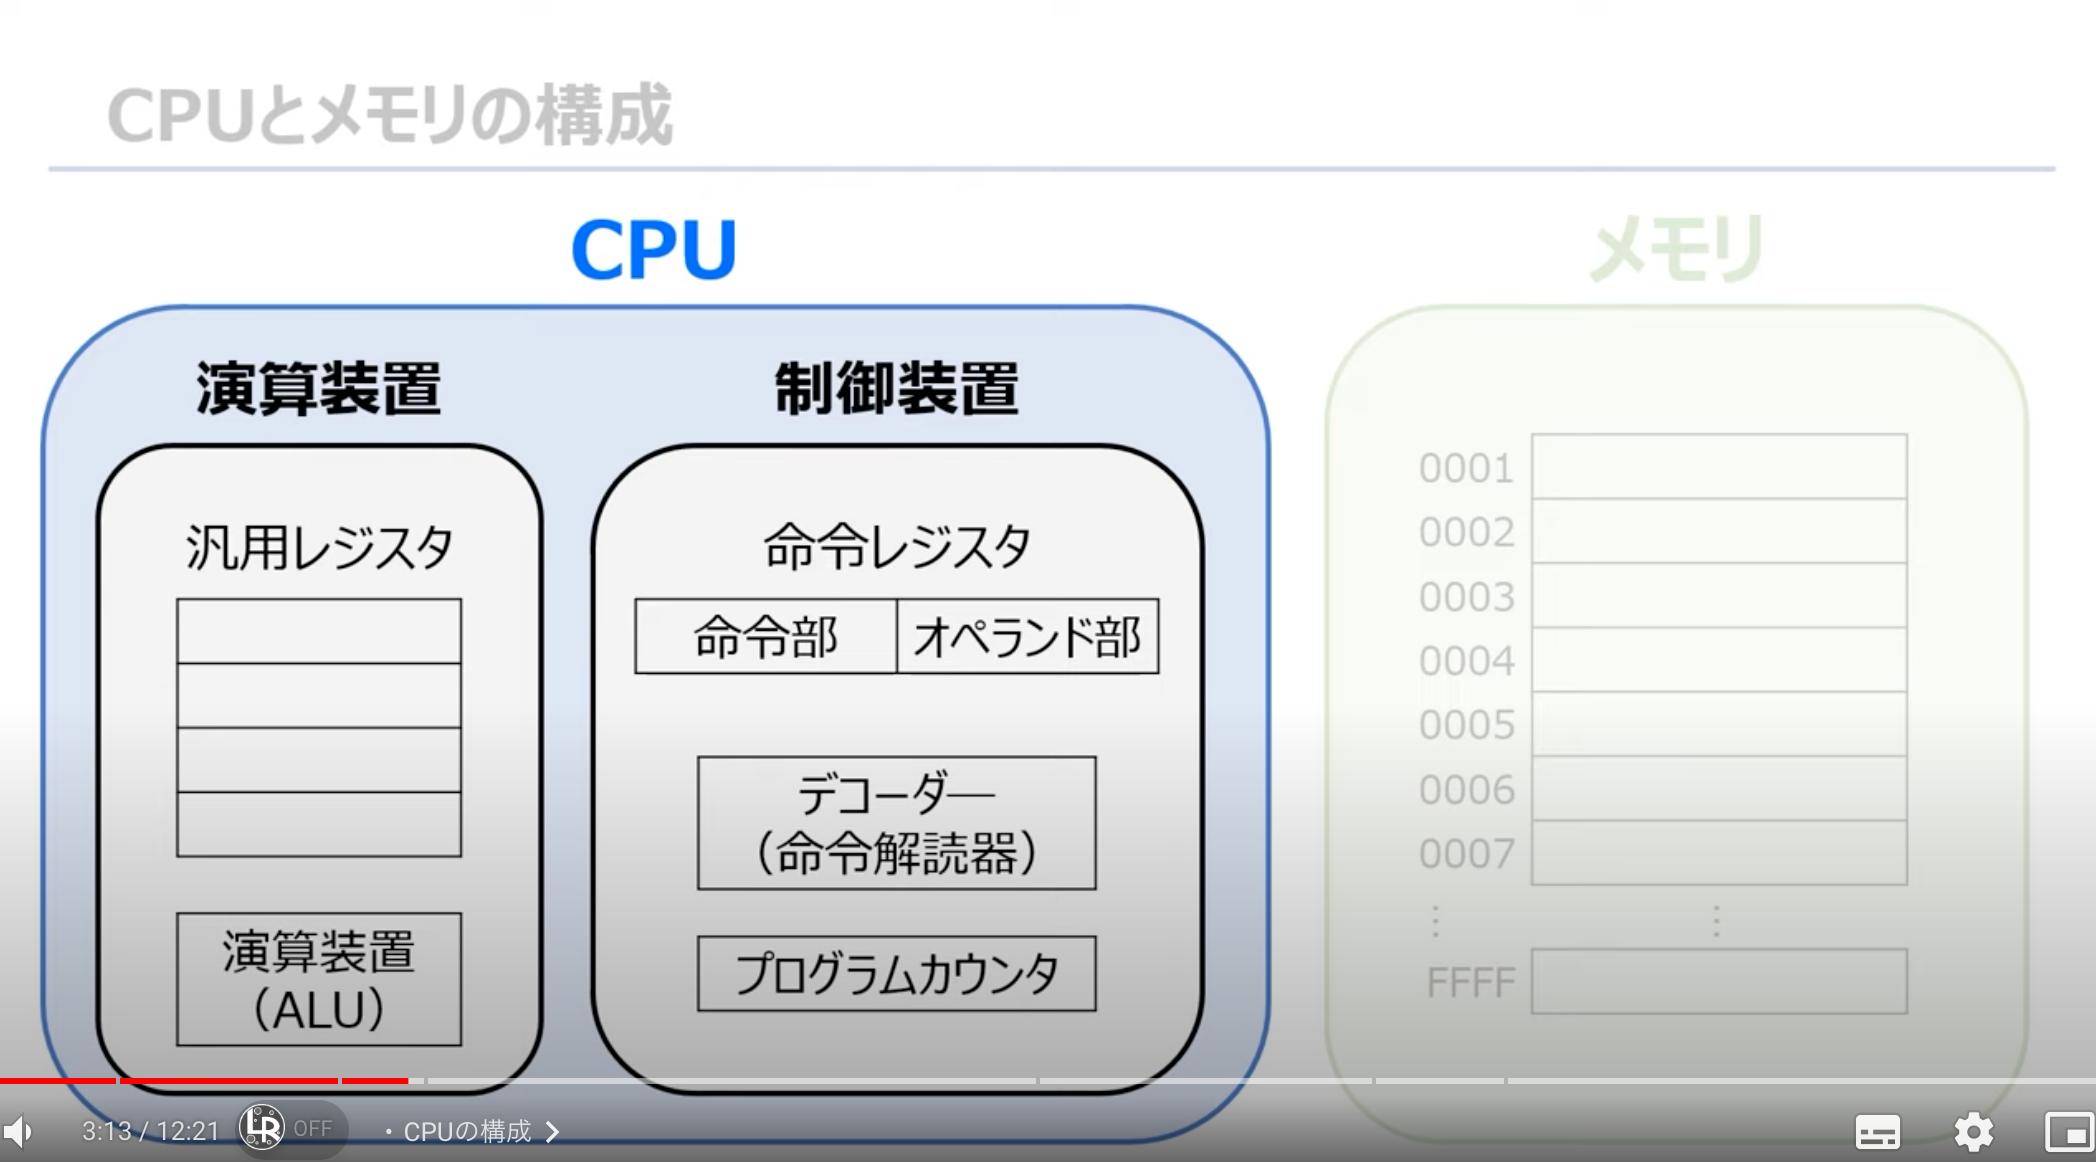 CPUとメモリの構成
CPU
メモリ
演算装置
制御装置
汎用レジスタ
命令レジスタ
命令部
オペランド部
デコーダ―
（命令解読器）
プログラムカウンタ
演算装置
（ALU）
0001
0002
0003
0004
0005
0006
0007
⋮
⋮
FFFF
3:13 / 12:21
LR
OFF
・ CPUの構成